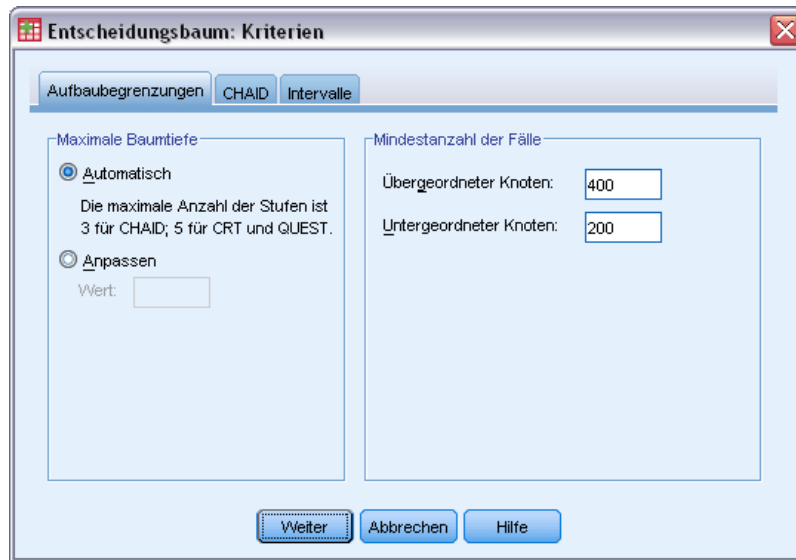 Entscheidungsbaum: Kriterien
Aufbaubegrenzungen CHAID Intervalle
Maximale Baumtiefe
Automatisch
Die maximale Anzahl der Stufen ist
3 für CHAID; 5 für CRT und QUEST.
Anpassen
Wert:
Mindestanzahl der Fälle
Übergeordneter Knoten: 400
Untergeordneter Knoten: 200
Weiter Abbrechen Hilfe